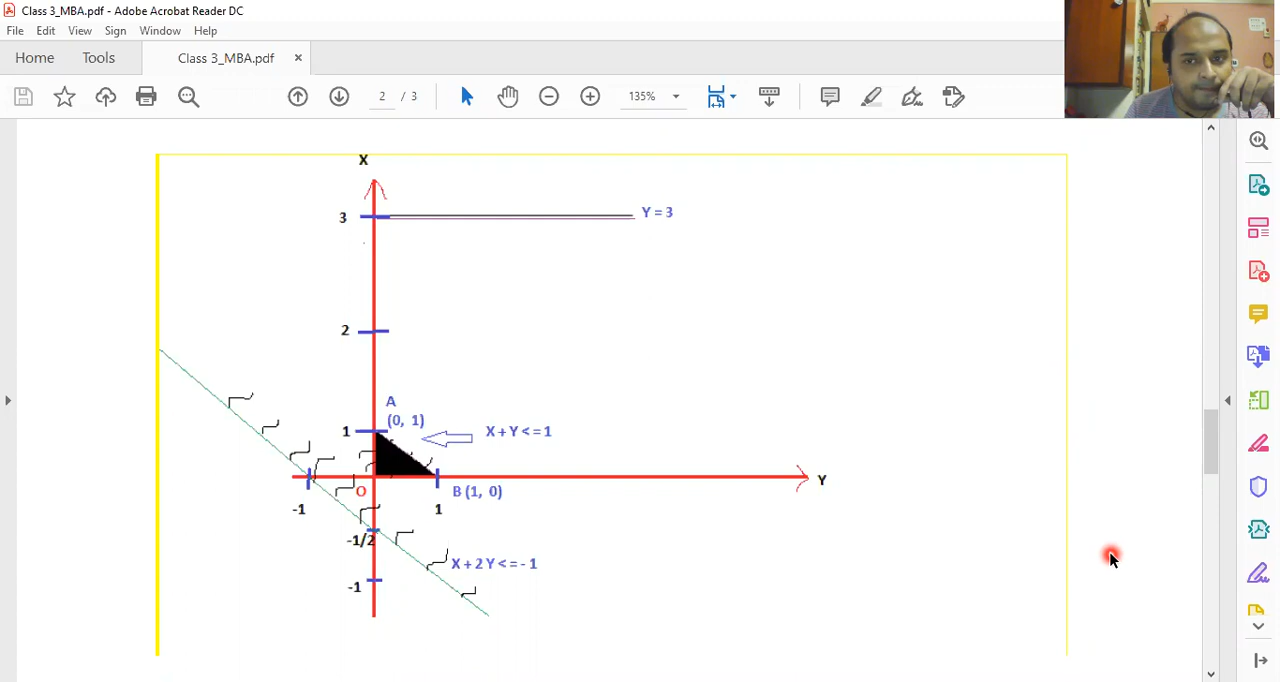 Class 3_MBA.pdf - Adobe Acrobat Reader DC
File Edit View Sign Window Help
Home Tools Class 3_MBA.pdf ×
2 / 3 135%
X
3 Y = 3
2
A
(0, 1)
1 X + Y < = 1
Y
O B (1, 0)
-1 1
-1/2
X + 2 Y < = - 1
-1